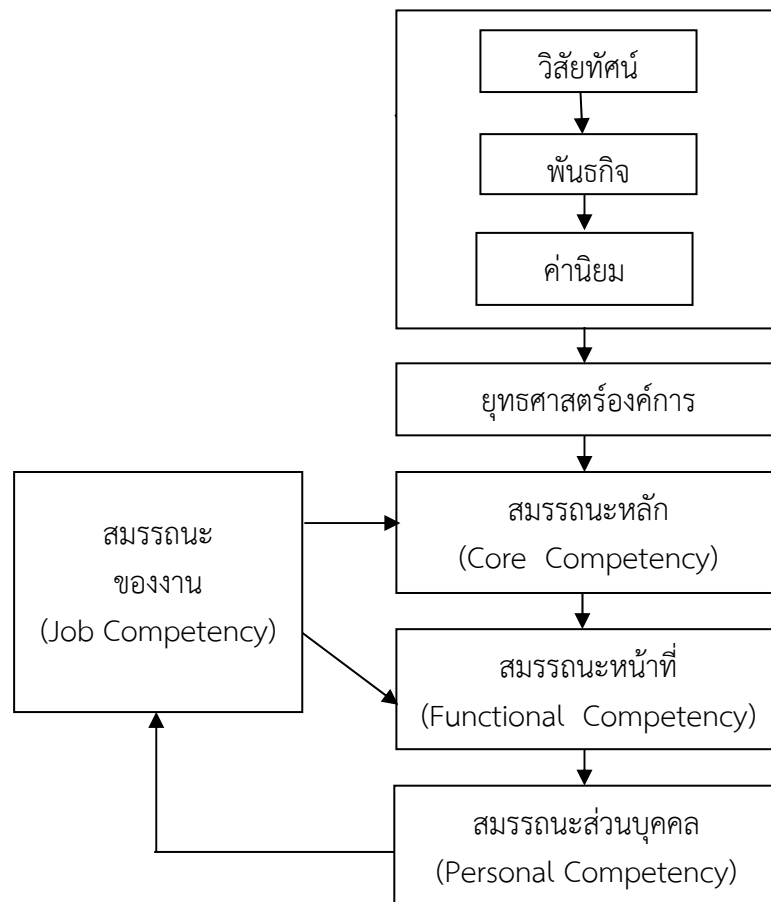 วิสัยทัศน์
พันธกิจ
ค่านิยม
ยุทธศาสตร์องค์การ
สมรรถนะหลัก
(Core Competency)
สมรรถนะ
ของงาน
(Job Competency)
สมรรถนะหน้าที่
(Functional Competency)
สมรรถนะส่วนบุคคล
(Personal Competency)